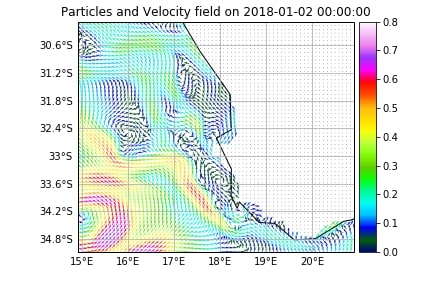 Particles and Velocity field on 2018-01-02 00:00:00
30.6°S
31.2°S
31.8°S
32.4°S
33°S
33.6°S
34.2°S
34.8°S
15°E 16°E 17°E 18°E 19°E 20°E
0.8
0.7
0.6
0.5
0.4
0.3
0.2
0.1
0.0